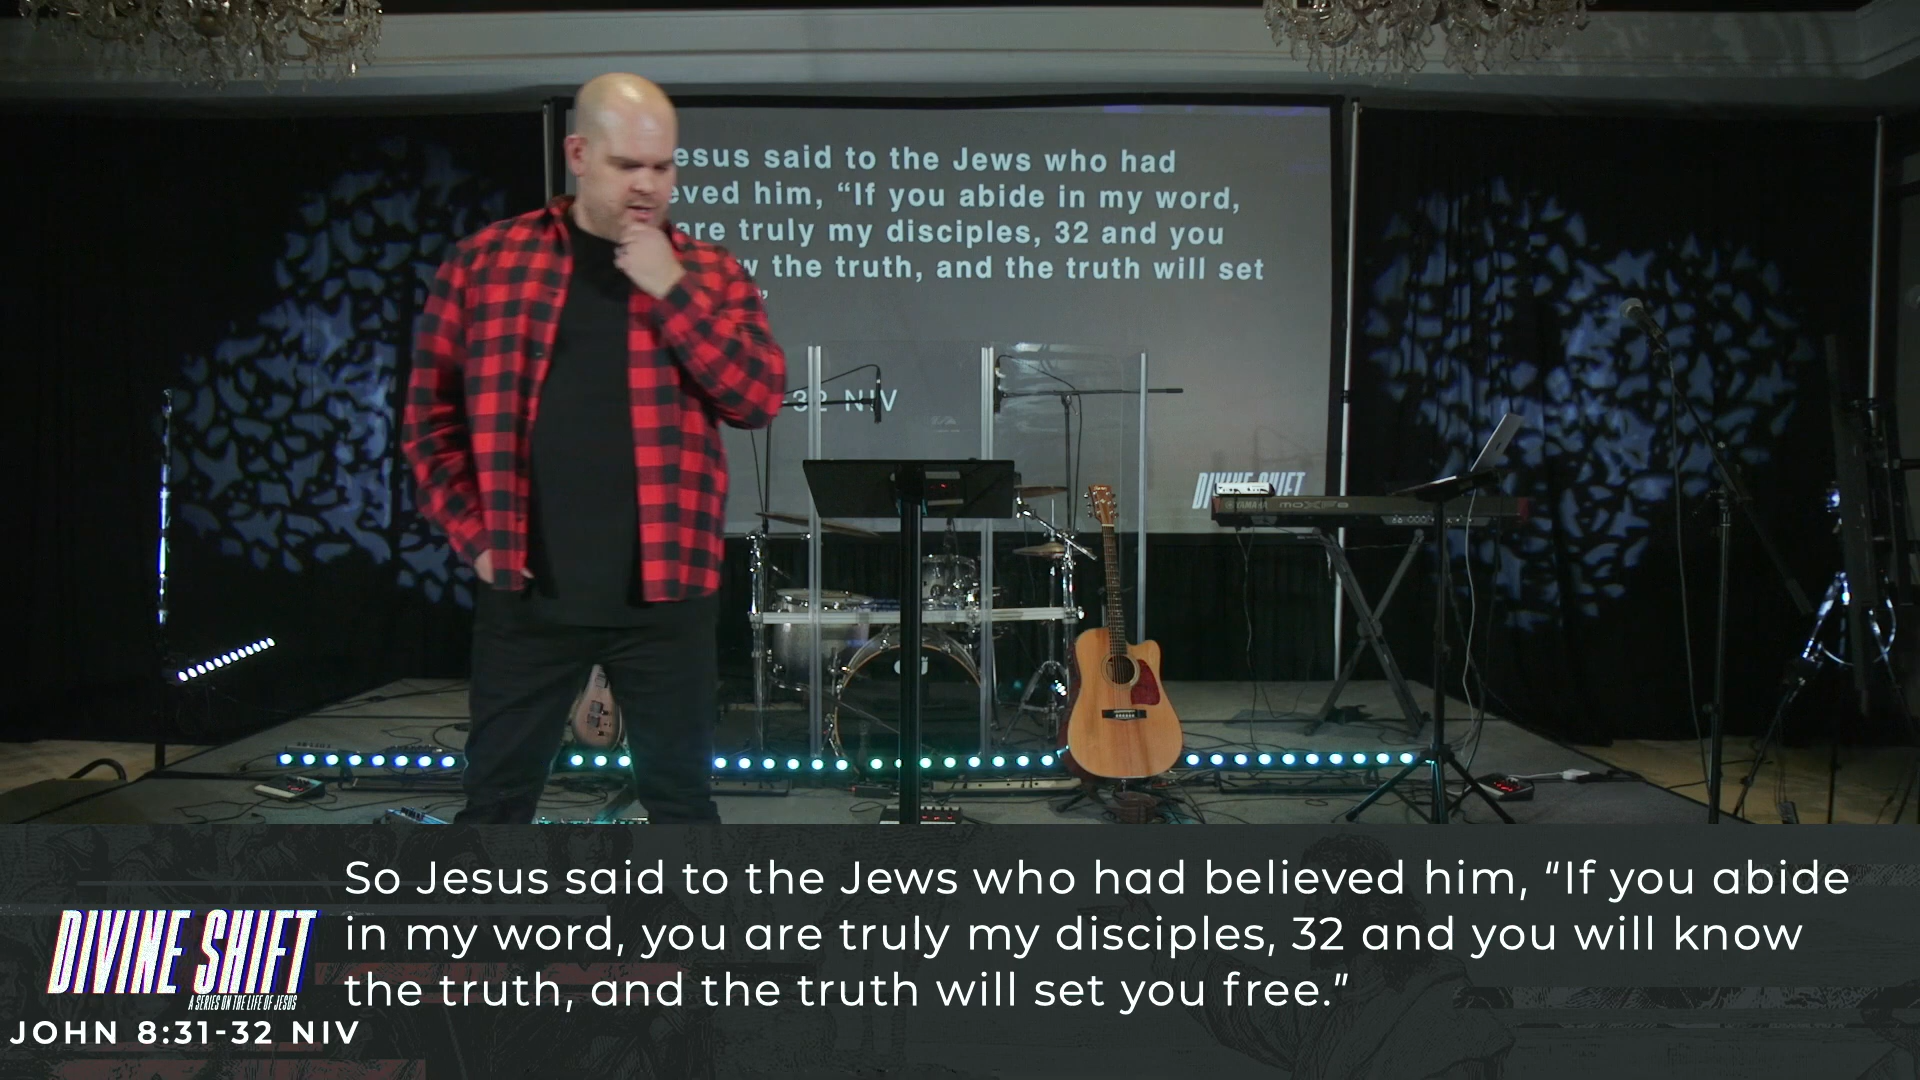 esus said to the Jews who had
eved him, “If you abide in my word,
are truly my disciples, 32 and you
w the truth, and the truth will set
”
-32 NIV
DIVINE SHIFT
YAMAHA
MOXF8
So Jesus said to the Jews who had believed him, “If you abide
in my word, you are truly my disciples, 32 and you will know
the truth, and the truth will set you free.”
DIVINE SHIFT
A SERIES ON THE LIFE OF JESUS
JOHN 8:31-32 NIV